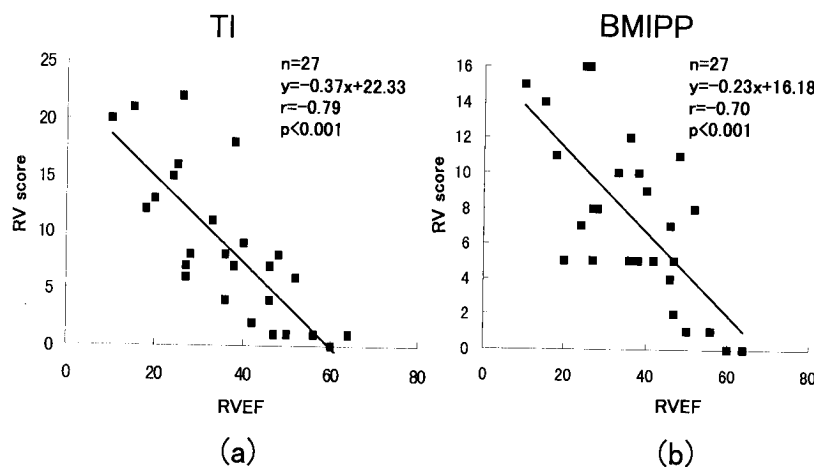 TI
25
20
15
10
5
0
0 20 40 60 80
RV score
RVEF
n=27
y=-0.37x+22.33
r=-0.79
p<0.001
(a)
BMIPP
16
14
12
10
8
6
4
2
0
0 20 40 60 80
RV score
RVEF
n=27
y=-0.23x+16.18
r=-0.70
p<0.001
(b)